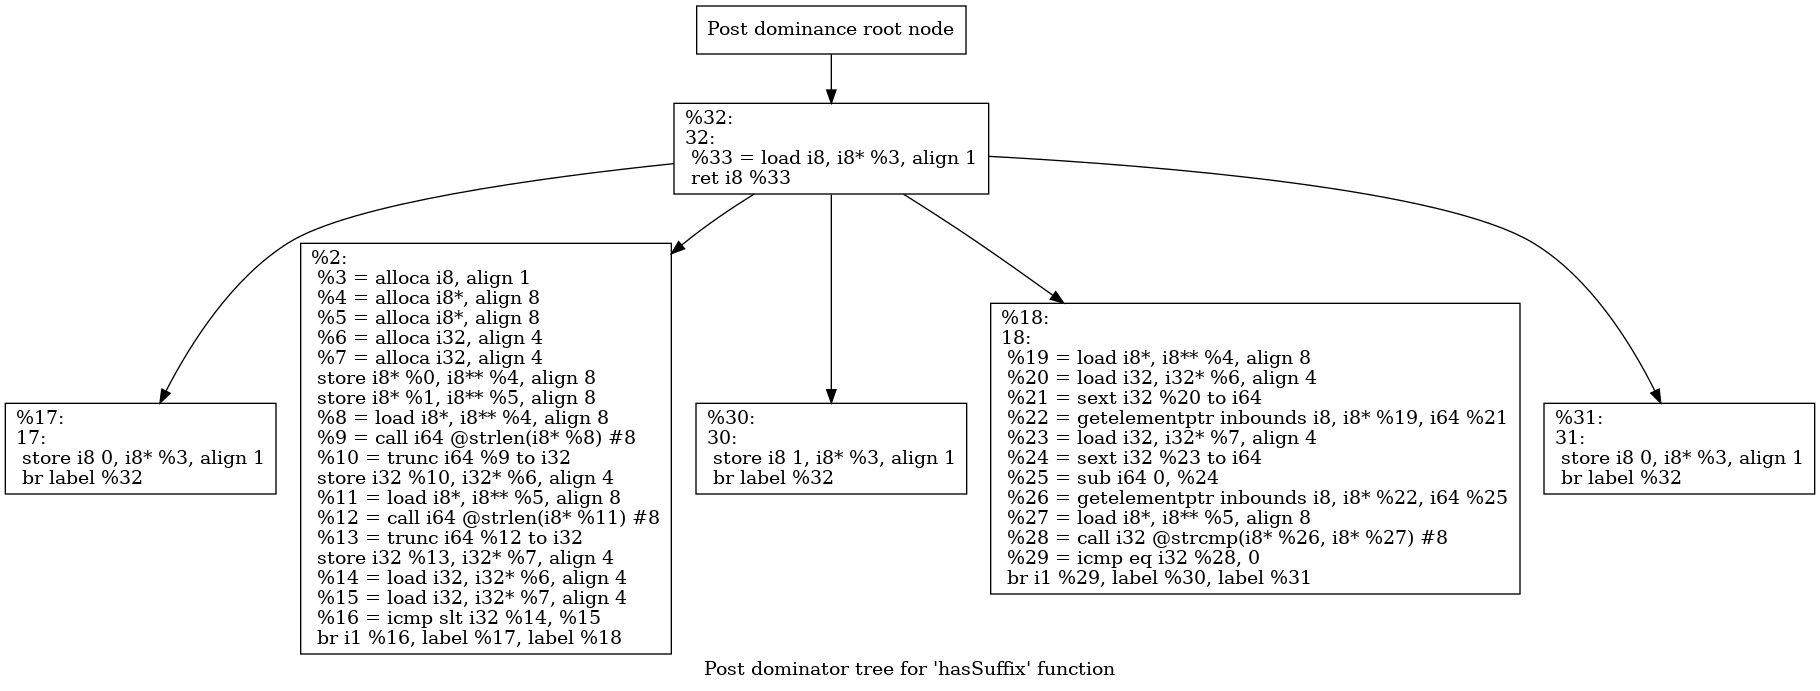 Post dominance root node
%32:
32:
%33 = load i8, i8* %3, align 1
ret i8 %33
%17:
17:
store i8 0, i8* %3, align 1
br label %32
%2:
%3 = alloca i8, align 1
%4 = alloca i8*, align 8
%5 = alloca i8*, align 8
%6 = alloca i32, align 4
%7 = alloca i32, align 4
store i8* %0, i8** %4, align 8
store i8* %1, i8** %5, align 8
%8 = load i8*, i8** %4, align 8
%9 = call i64 @strlen(i8* %8) #8
%10 = trunc i64 %9 to i32
store i32 %10, i32* %6, align 4
%11 = load i8*, i8** %5, align 8
%12 = call i64 @strlen(i8* %11) #8
%13 = trunc i64 %12 to i32
store i32 %13, i32* %7, align 4
%14 = load i32, i32* %6, align 4
%15 = load i32, i32* %7, align 4
%16 = icmp slt i32 %14, %15
br i1 %16, label %17, label %18
%30:
30:
store i8 1, i8* %3, align 1
br label %32
%18:
18:
%19 = load i8*, i8** %4, align 8
%20 = load i32, i32* %6, align 4
%21 = sext i32 %20 to i64
%22 = getelementptr inbounds i8, i8* %19, i64 %21
%23 = load i32, i32* %7, align 4
%24 = sext i32 %23 to i64
%25 = sub i64 0, %24
%26 = getelementptr inbounds i8, i8* %22, i64 %25
%27 = load i8*, i8** %5, align 8
%28 = call i32 @strcmp(i8* %26, i8* %27) #8
%29 = icmp eq i32 %28, 0
br i1 %29, label %30, label %31
%31:
31:
store i8 0, i8* %3, align 1
br label %32
Post dominator tree for 'hasSuffix' function